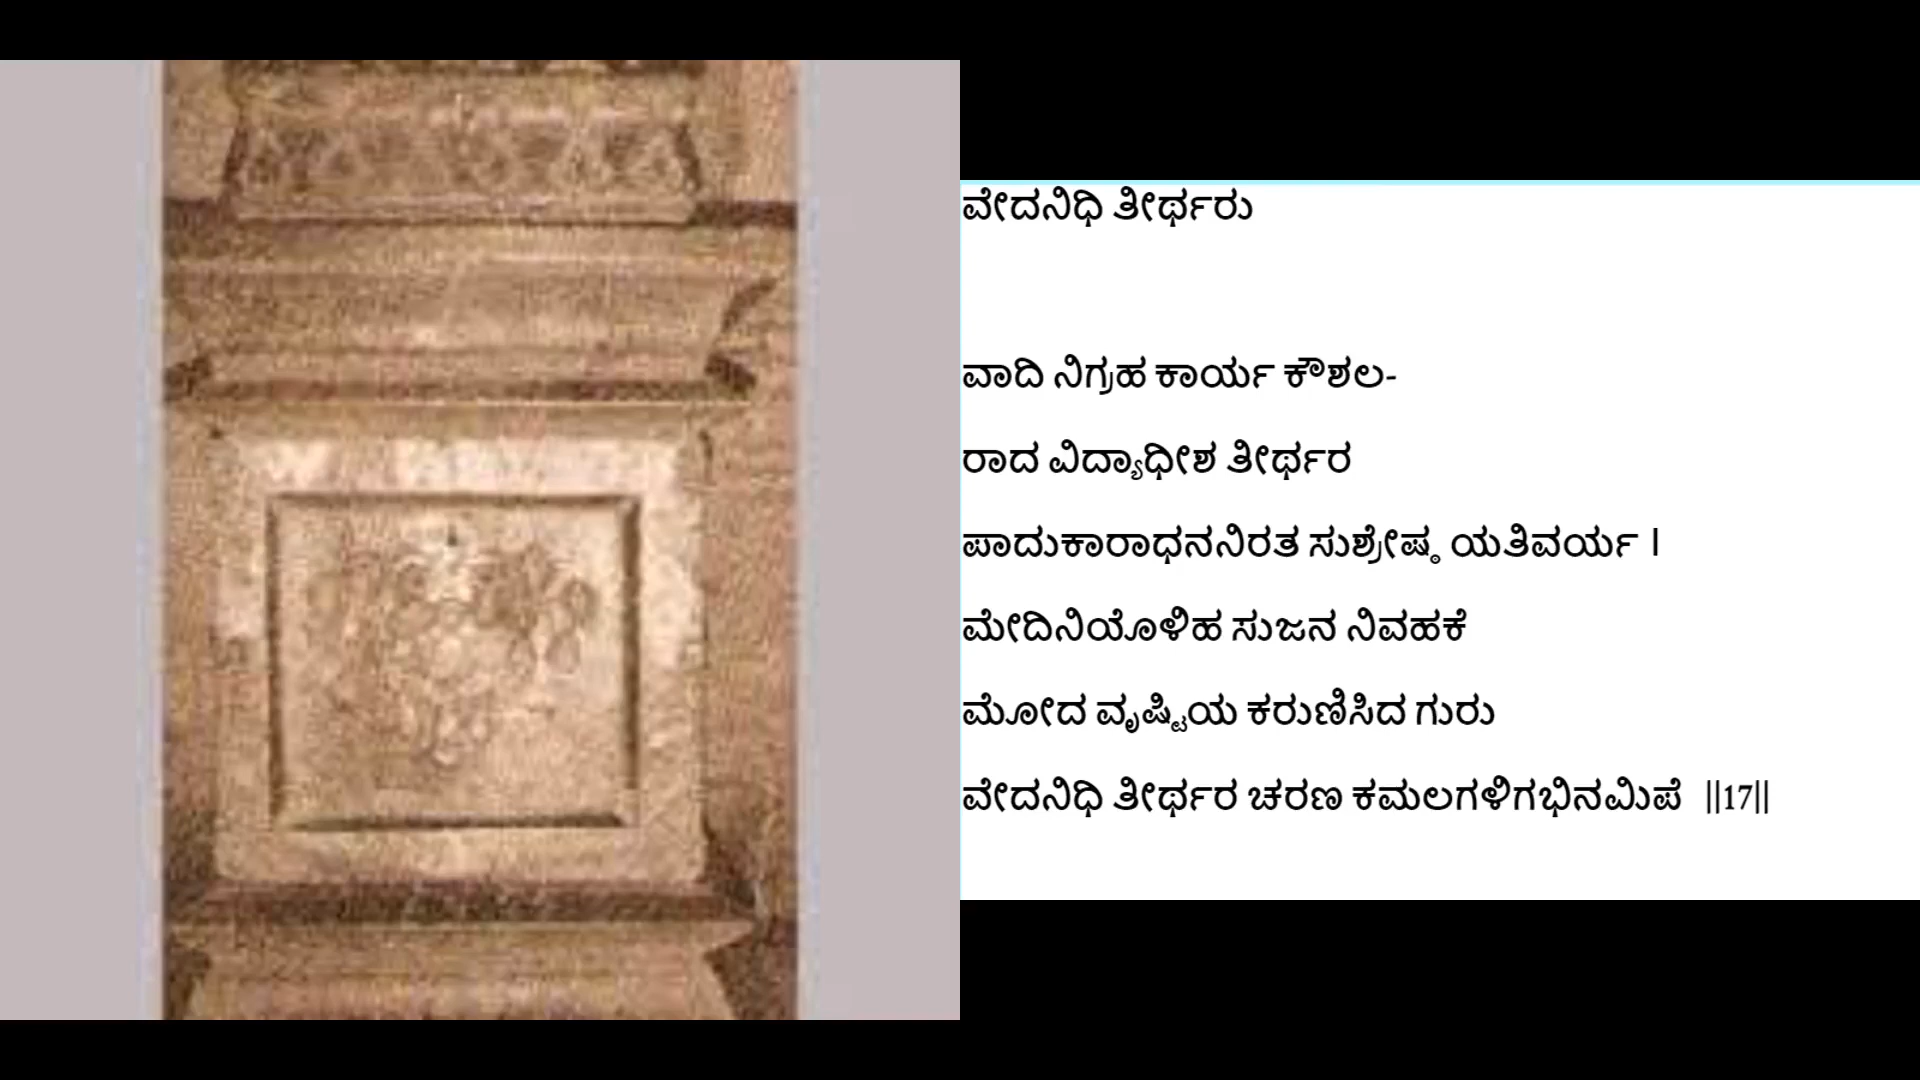 ವೇದನಿಧಿ ತೀರ್ಥರು
ವಾದಿ ನಿಗ್ರಹ ಕಾರ್ಯ ಕೌಶಲ-
ರಾದ ವಿದ್ಯಾಧೀಶ ತೀರ್ಥರ
ಪಾದುಕಾರಾಧನನಿರತ ಸುಶ್ರೇಷ್ಠ ಯತಿವರ್ಯ ।
ಮೇದಿನಿಯೊಳಿಹ ಸುಜನ ನಿವಹಕೆ
ಮೋದ ವೃಷ್ಟಿಯ ಕರುಣಿಸಿದ ಗುರು
ವೇದನಿಧಿ ತೀರ್ಥರ ಚರಣ ಕಮಲಗಳಿಗಭಿನಮಿಪೆ ||17||